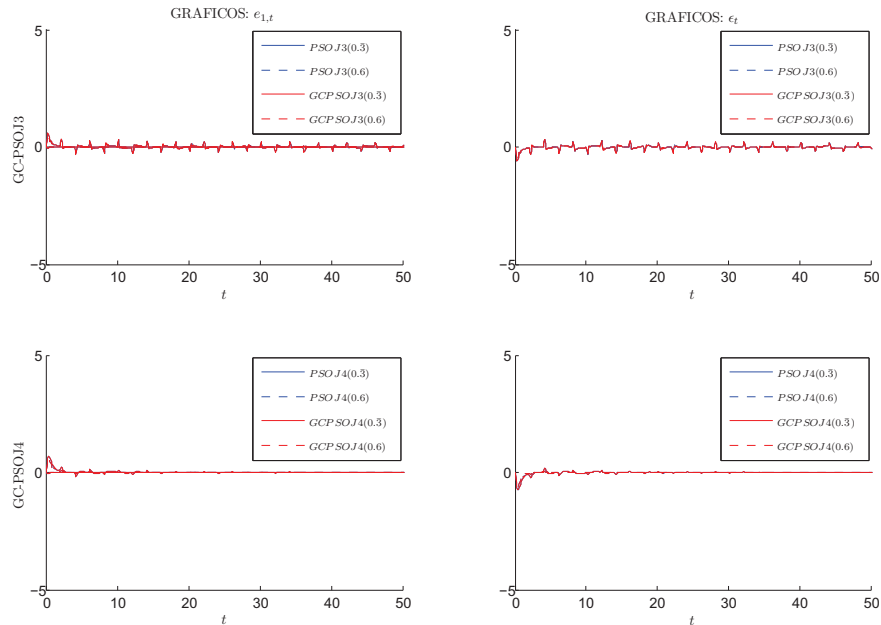 GRAFICOS: e1,t
5
0
−5
0 10 20 30 40 50
t
GC-PSOJ3
PSOJ3(0.3)
PSOJ3(0.6)
GCPSOJ3(0.3)
GCPSOJ3(0.6)
GRAFICOS: ϵt
5
0
−5
0 10 20 30 40 50
t
PSOJ3(0.3)
PSOJ3(0.6)
GCPSOJ3(0.3)
GCPSOJ3(0.6)
5
0
−5
0 10 20 30 40 50
t
GC-PSOJ4
PSOJ4(0.3)
PSOJ4(0.6)
GCPSOJ4(0.3)
GCPSOJ4(0.6)
5
0
−5
0 10 20 30 40 50
t
PSOJ4(0.3)
PSOJ4(0.6)
GCPSOJ4(0.3)
GCPSOJ4(0.6)